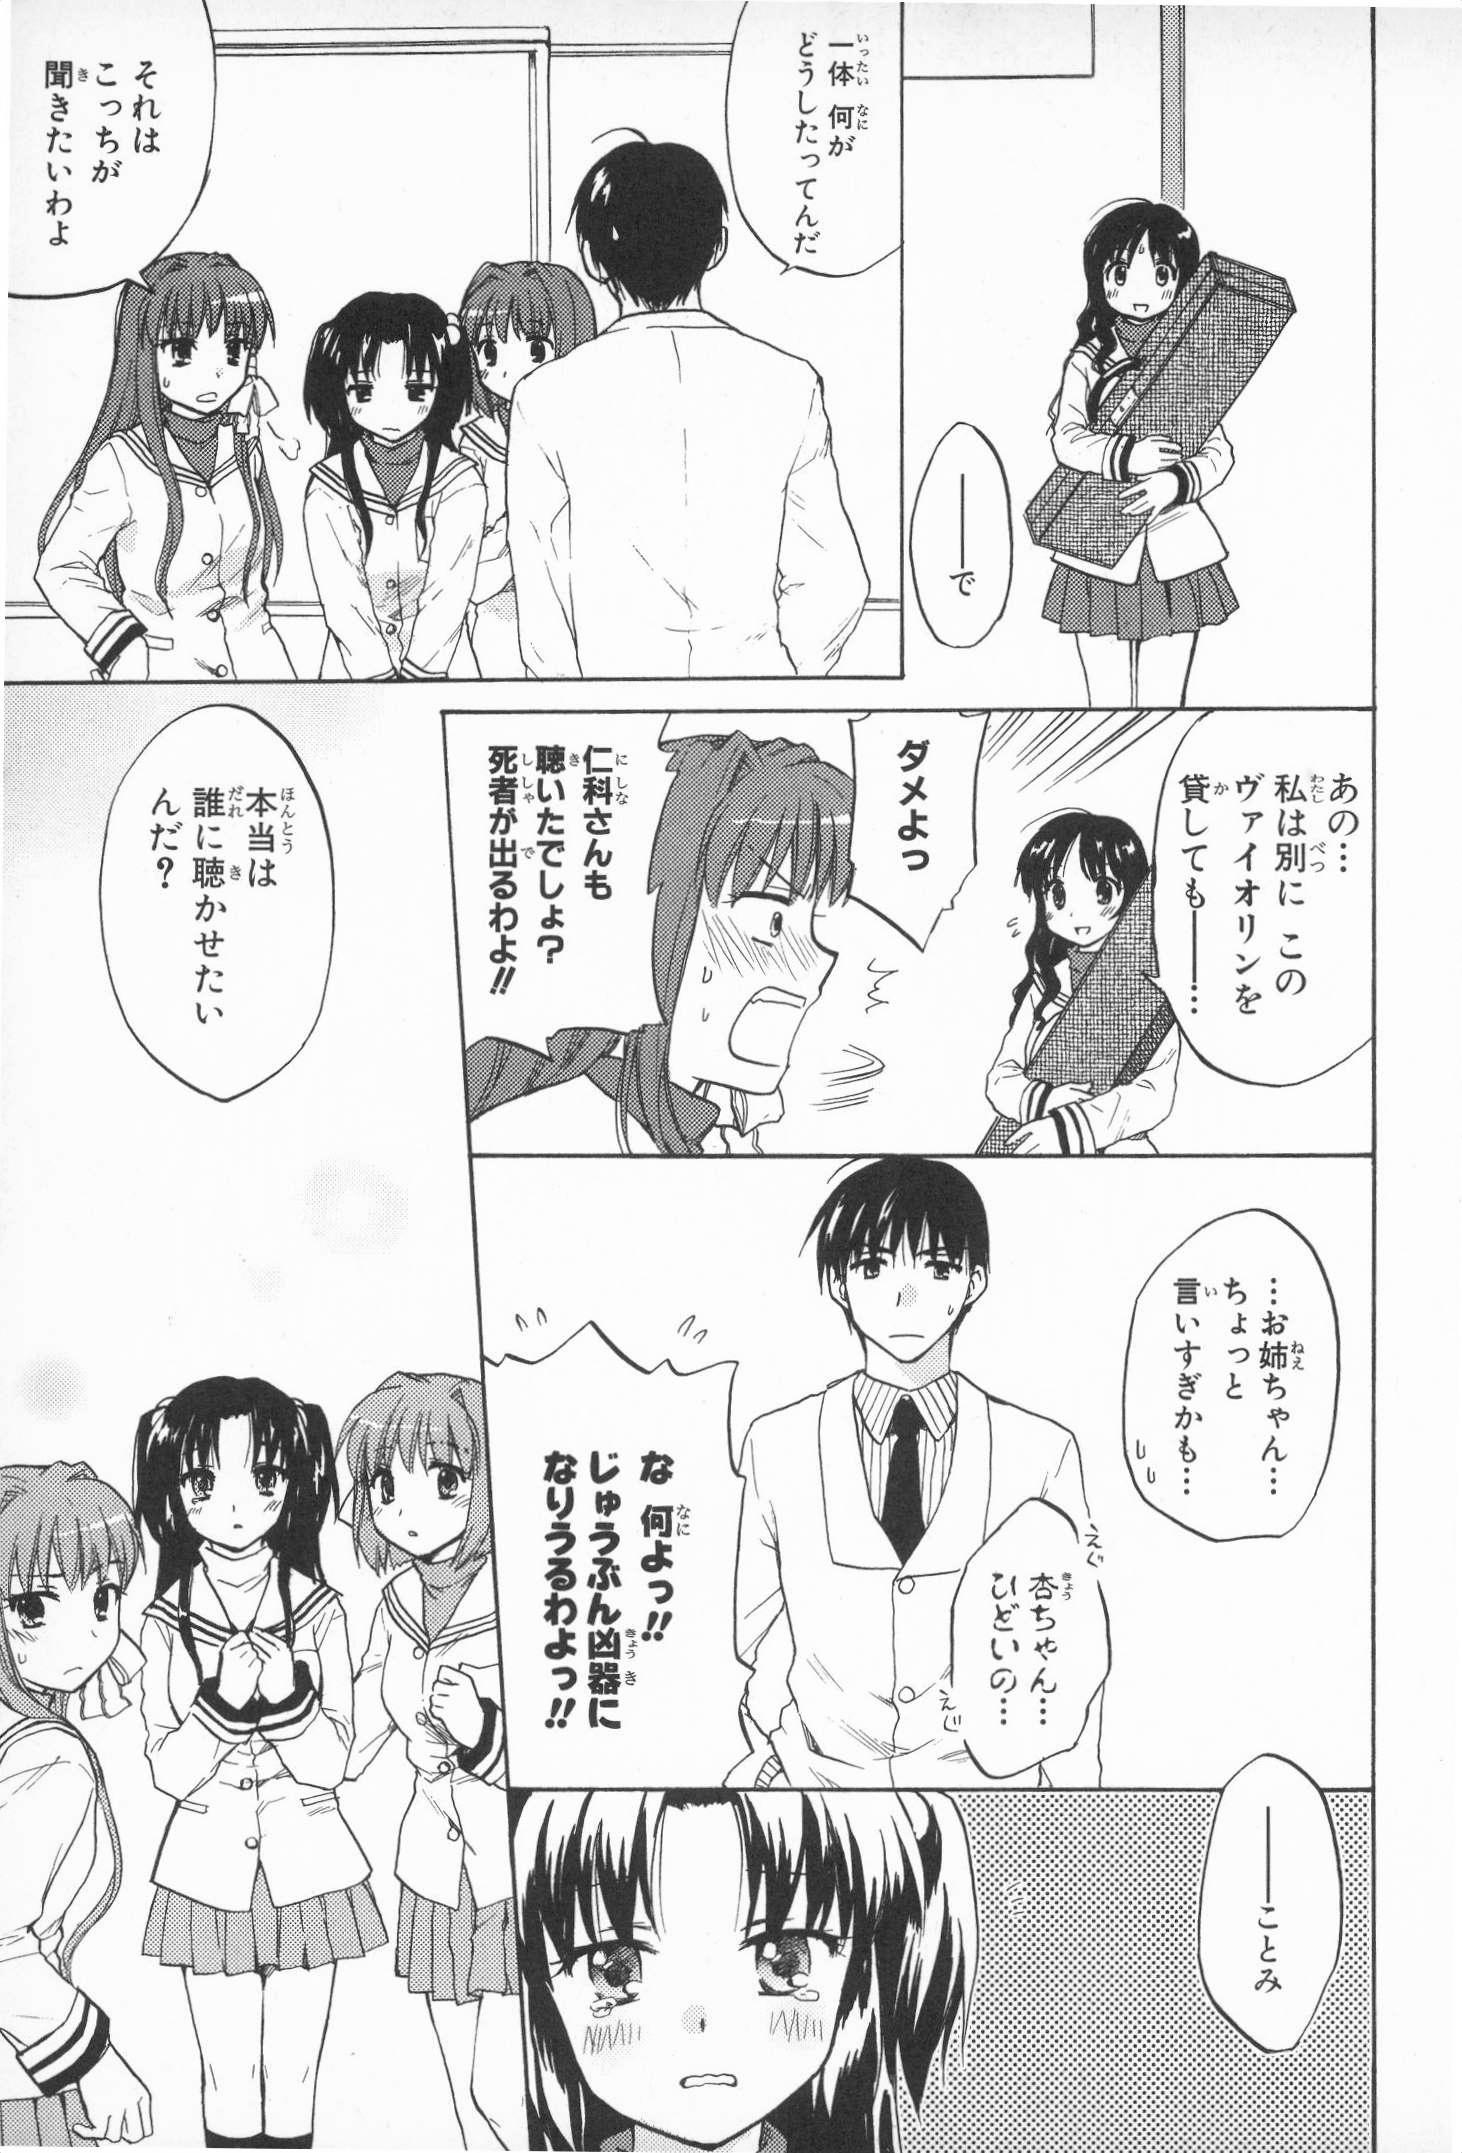 ――で
一体 何が
どうしたってんだ
それは
こっちが
聞きたいわよ
あの…
私は別に この
ヴァイオリンを
貸しても――…
ダメよっ
仁科さんも
聴いたでしょ?
死者が出るわよ!!
…お姉ちゃん…
ちょっと
言いすぎかも…
えぐ
杏ちゃん…
ひどいの…
えぐ
な 何よっ!!
じゅうぶん凶器に
なりうるわよっ!!
――ことみ
本当は
誰に聴かせたい
んだ?